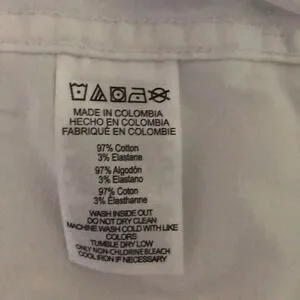 MADE IN COLOMBIA
HECHO EN COLOMBIA
FABRIQUÉ EN COLOMBIE
97% Cotton
3% Elastane
97% Algodón
3% Elastano
97% Coton
3% Élasthanne
WASH INSIDE OUT
DO NOT DRY CLEAN
MACHINE WASH COLD WITH LIKE
COLORS
TUMBLE DRY LOW
ONLY NON-CHLORINE BLEACH
COOL IRON IF NECESSARY